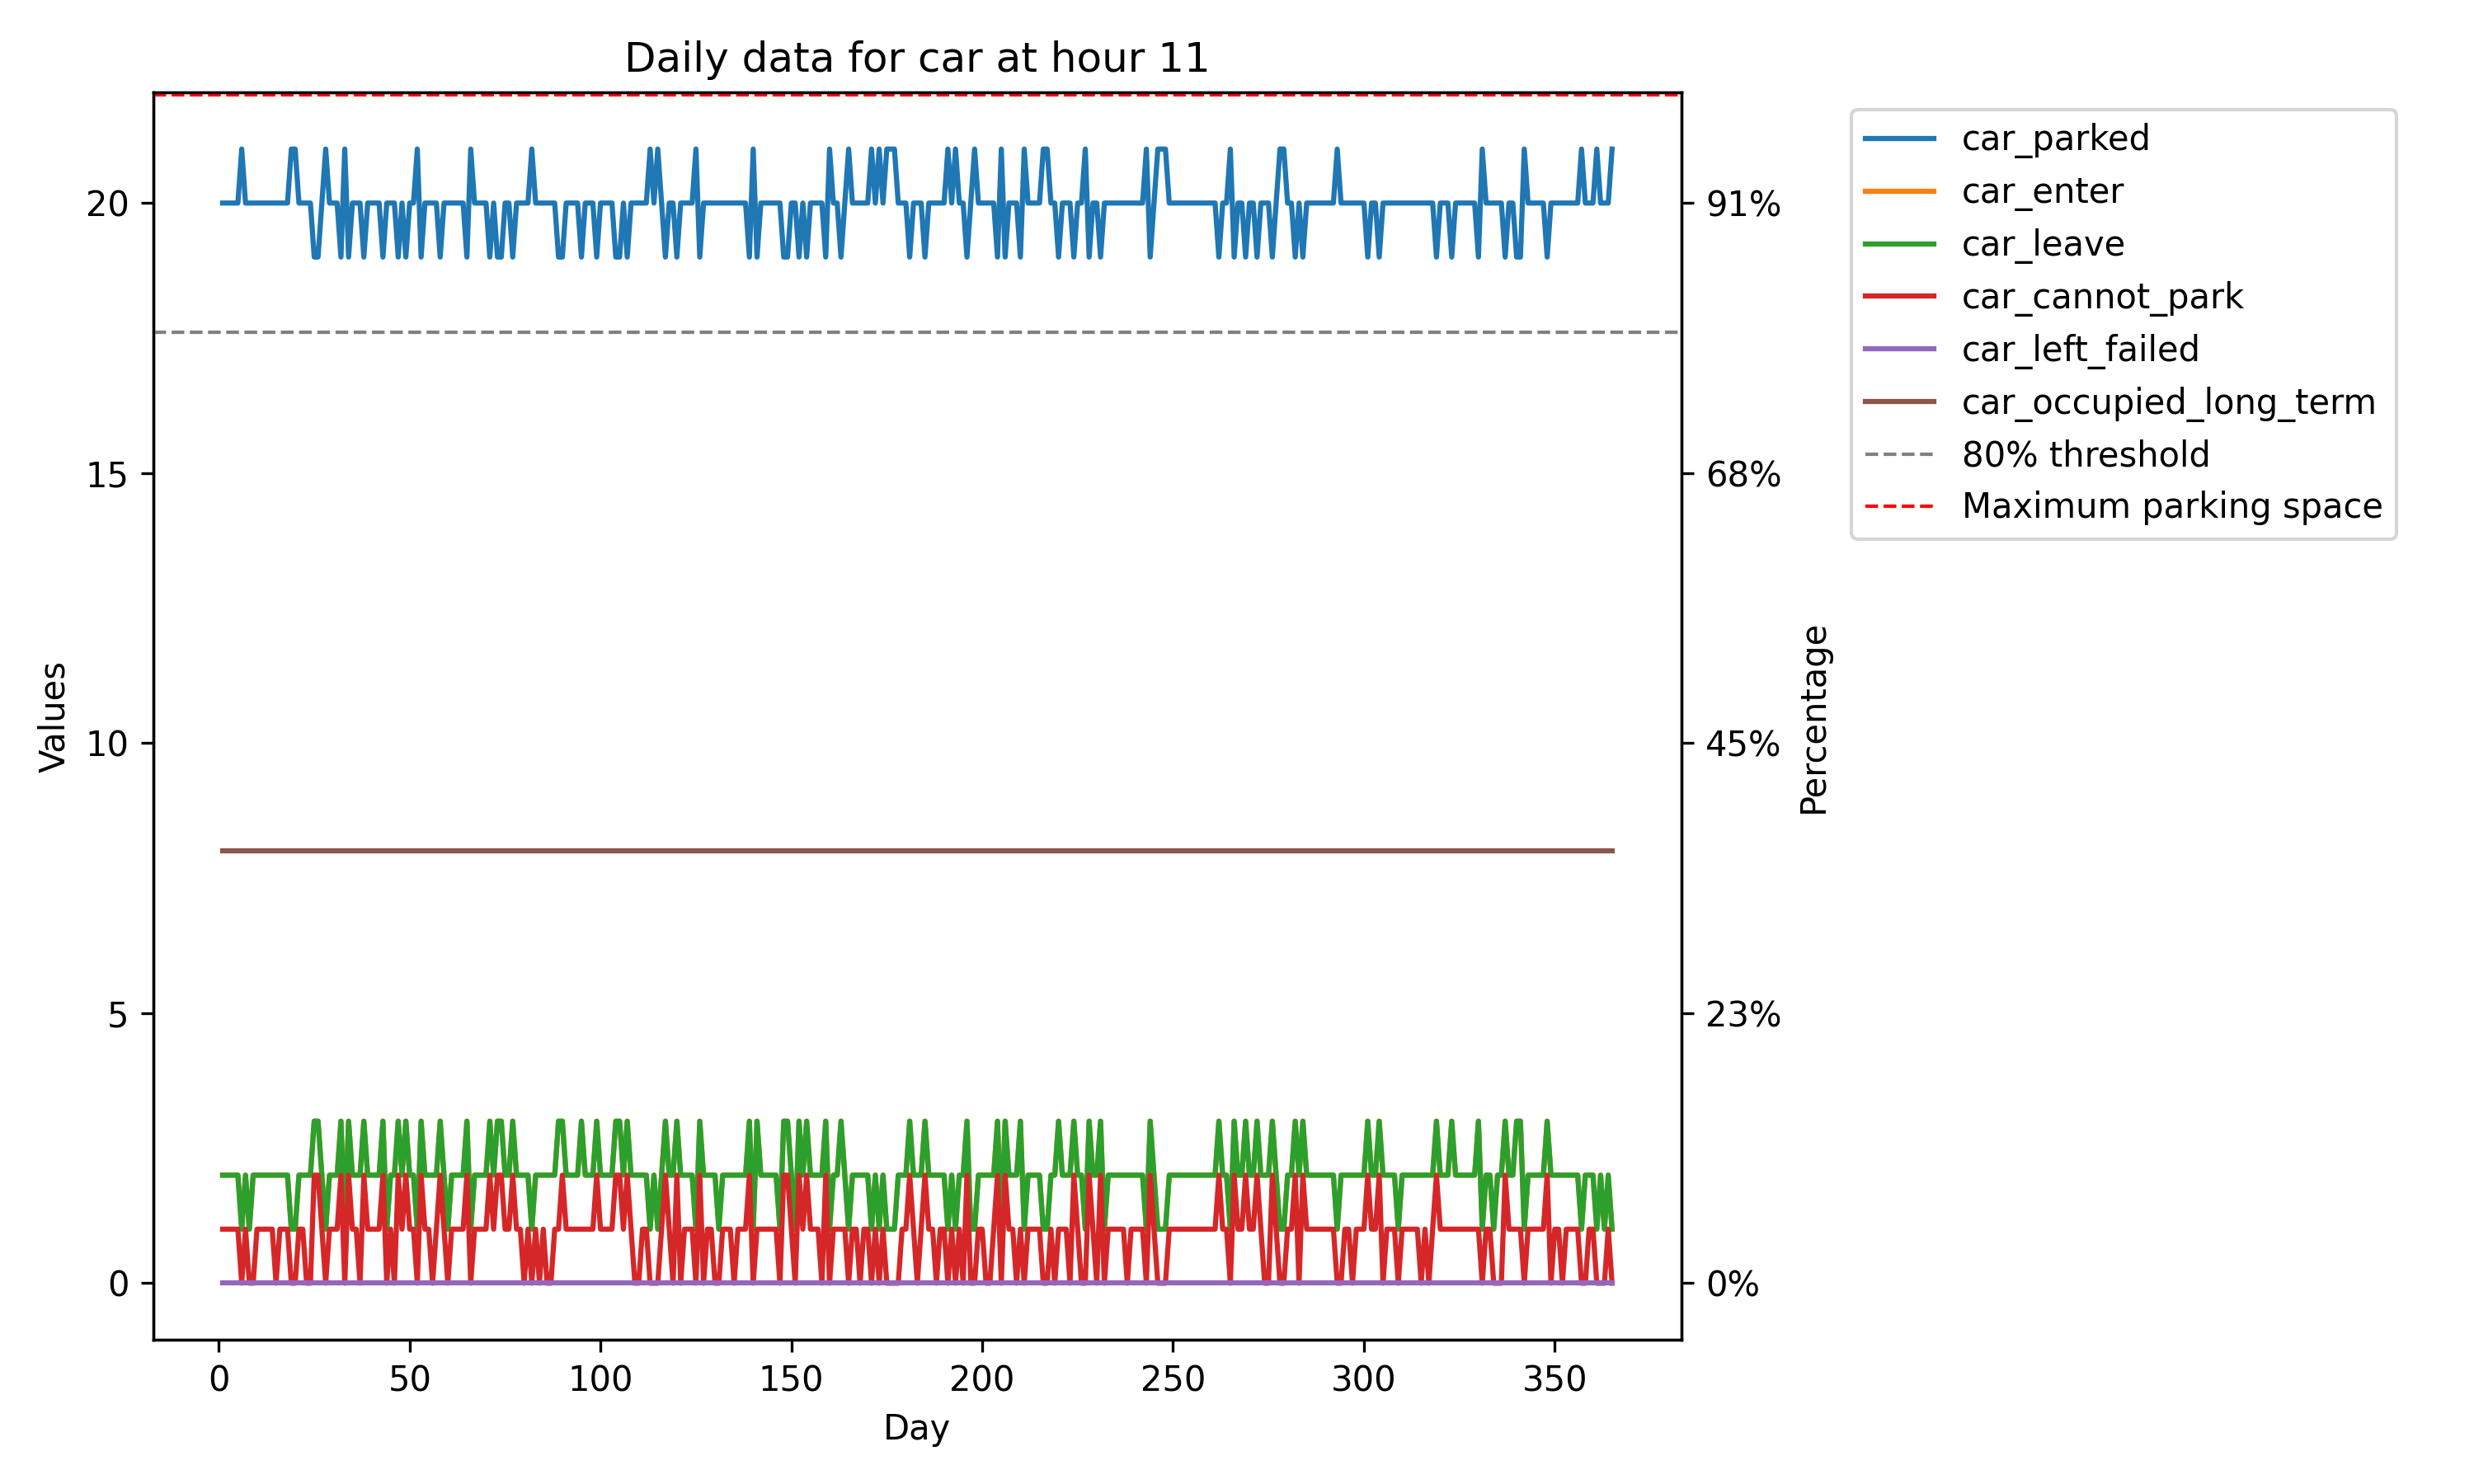 Daily data for car at hour 11
Values
20
15
10
5
0
91%
68%
45%
23%
0%
Percentage
0 50 100 150 200 250 300 350
Day
car_parked
car_enter
car_leave
car_cannot_park
car_left_failed
car_occupied_long_term
80% threshold
Maximum parking space